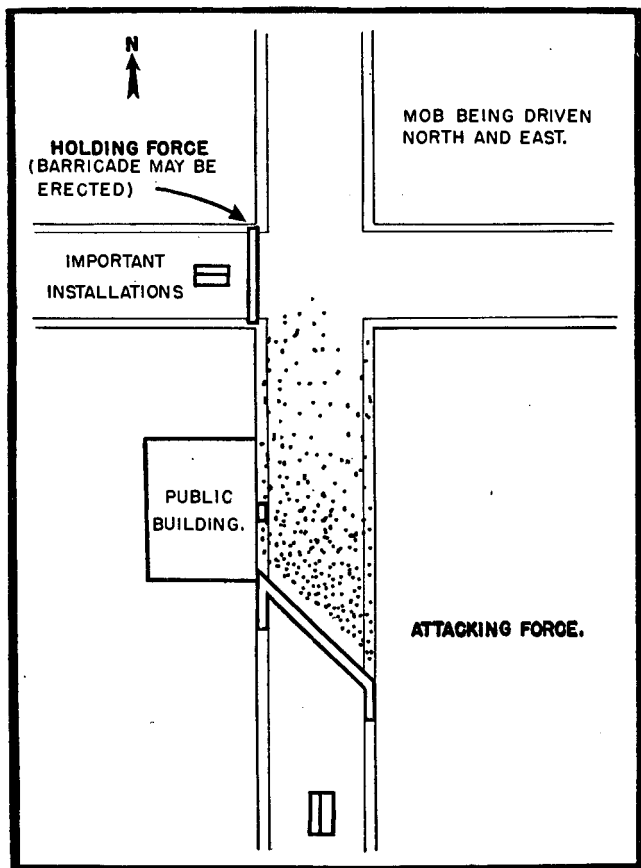 N
MOB BEING DRIVEN
NORTH AND EAST.
HOLDING FORCE
(BARRICADE MAY BE
ERECTED)
IMPORTANT
INSTALLATIONS
PUBLIC
BUILDING.
ATTACKING FORCE.